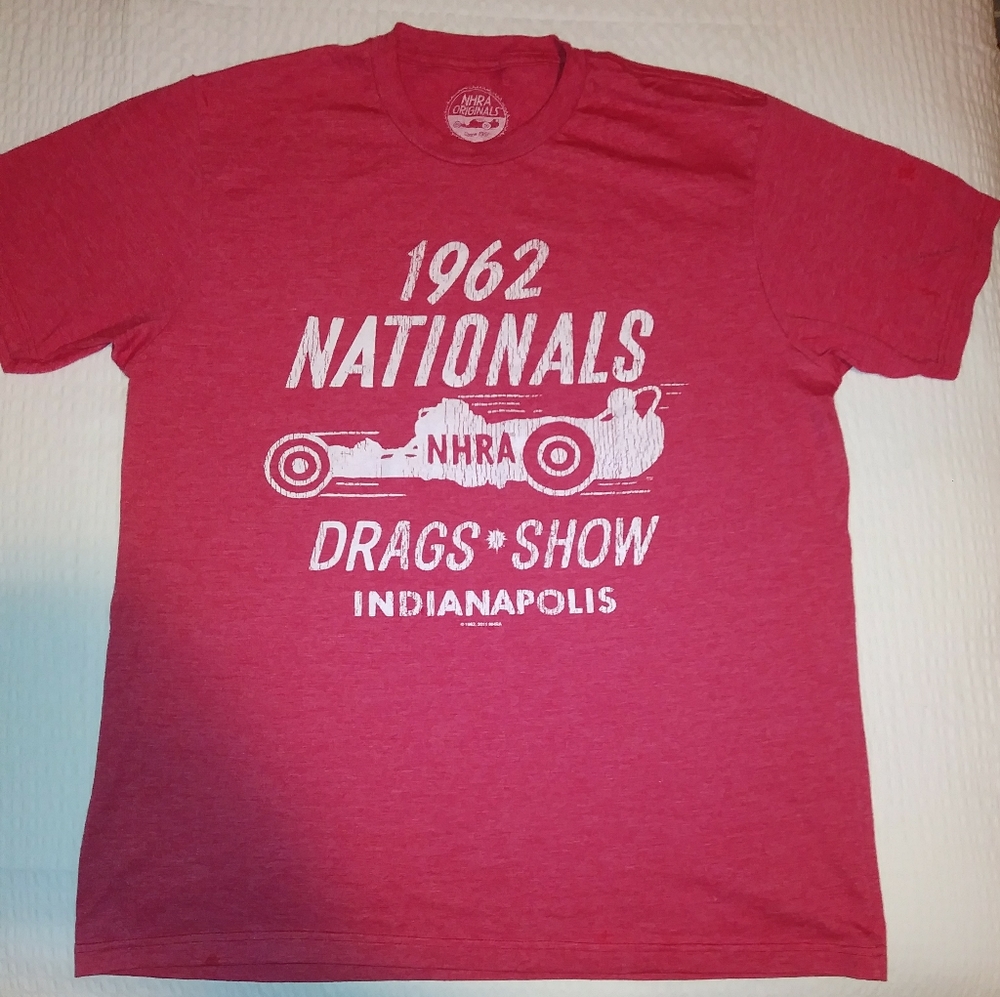 NHRA
ORIGINALS
1962
NATIONALS
NHRA
DRAGS * SHOW
INDIANAPOLIS